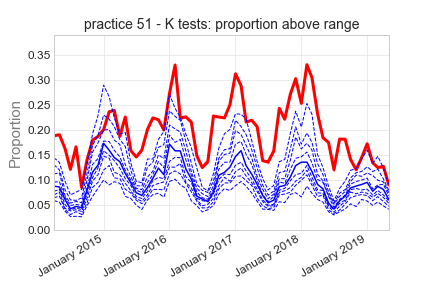 practice 51 - K tests: proportion above range
Proportion
0.35
0.30
0.25
0.20
0.15
0.10
0.05
0.00
January 2015
January 2016
January 2017
January 2018
January 2019